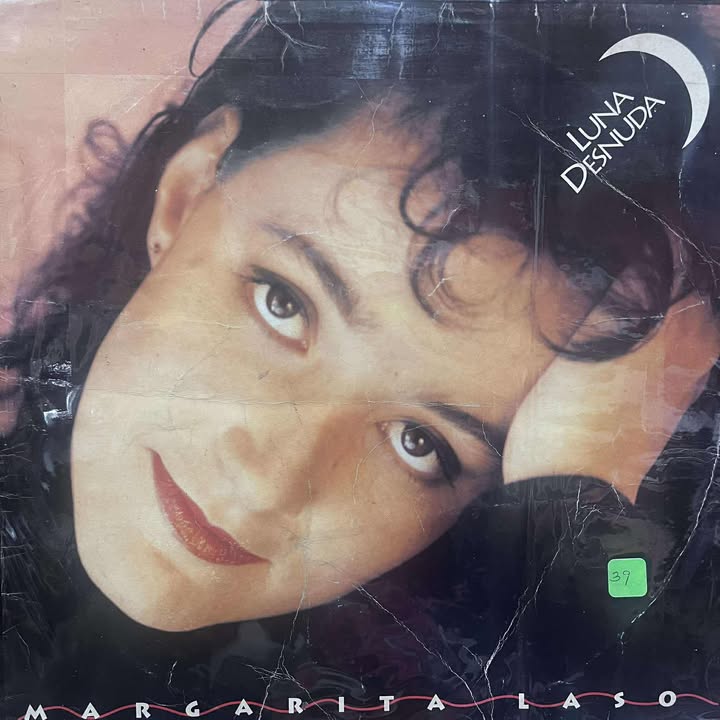 LUNA
DESNUDA
39
MARGARITA LASO